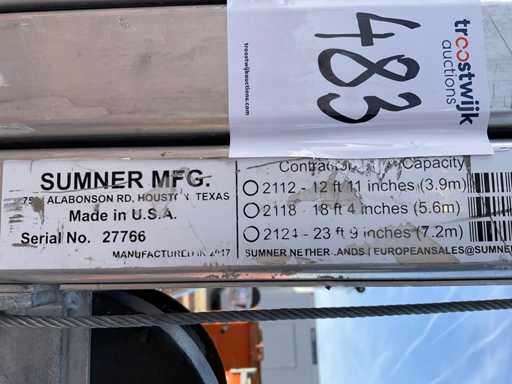 troostwijk
auctions
troostwijkauctions.com
483
SUMNER MFG.
ALABONSON RD, HOUSTON, TEXAS
Made in U.S.A.
Serial No. 27766
MANUFACTURED IN 2017
Contractor Capacity
2112 - 12 ft 11 inches (3.9m)
2118 - 18 ft 4 inches (5.6m)
2124 - 23 ft 9 inches (7.2m)
SUMNER NETHERLANDS | EUROPEANSALES@SUMNER